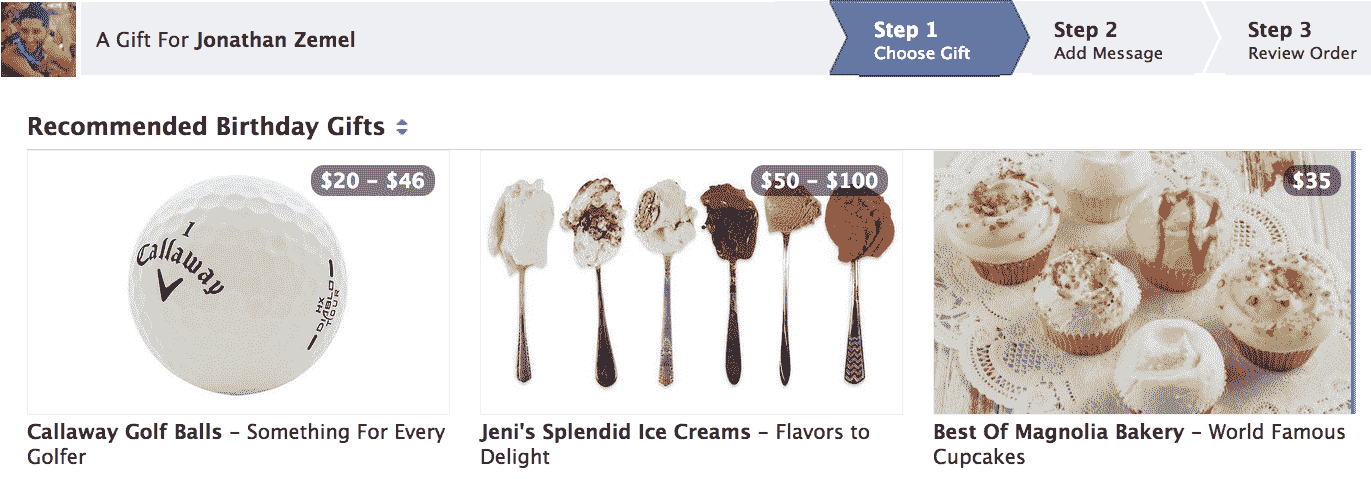 A Gift For Jonathan Zemel
Step 1
Choose Gift
Step 2
Add Message
Step 3
Review Order
Recommended Birthday Gifts
$20 – $46
1
Callaway
HX
DIABLO
TOUR
$50 – $100
$35
Callaway Golf Balls – Something For Every
Golfer
Jeni's Splendid Ice Creams – Flavors to
Delight
Best Of Magnolia Bakery – World Famous
Cupcakes